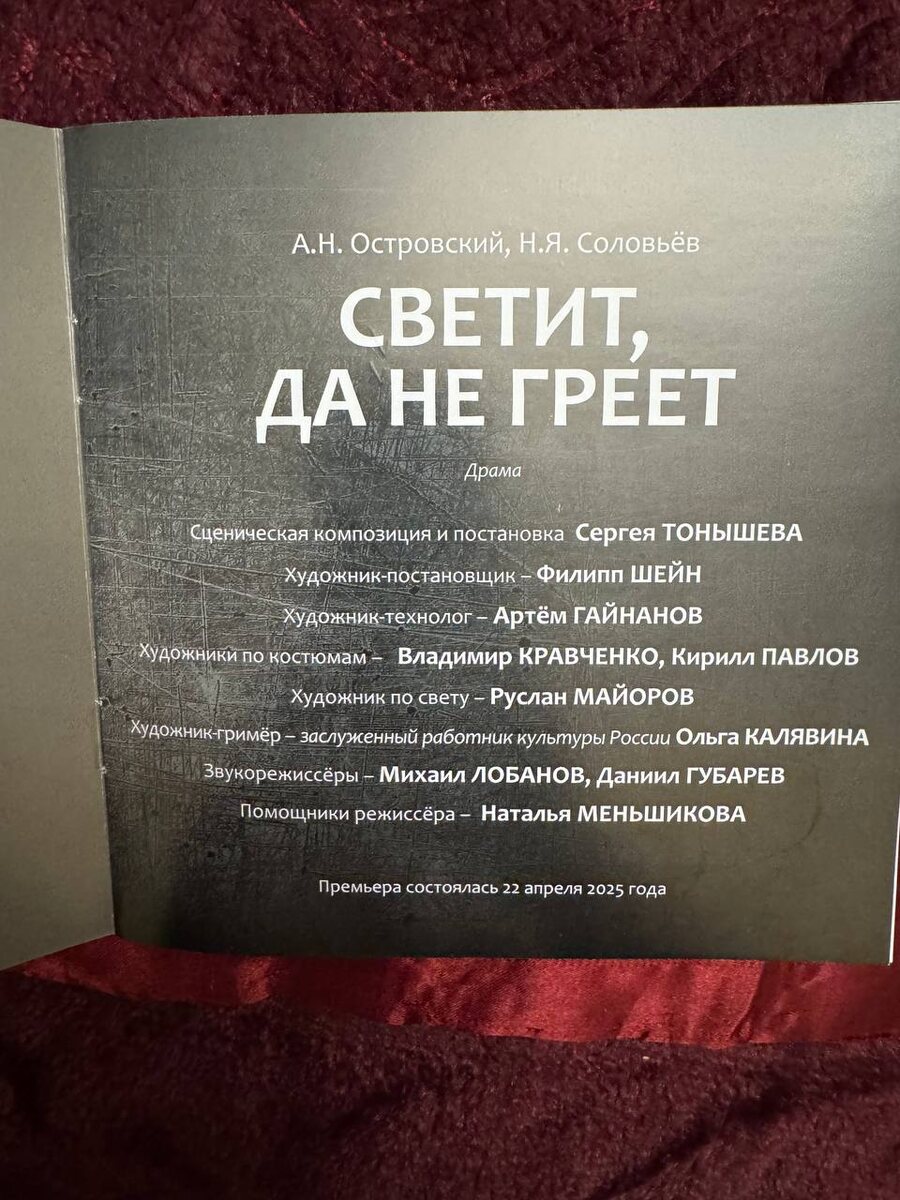 А.Н. Островский, Н.Я. Соловьёв
СВЕТИТ,
ДА НЕ ГРЕЕТ
Драма
Сценическая композиция и постановка Сергея ТОНЫШЕВА
Художник-постановщик – Филипп ШЕЙН
Художник-технолог – Артём ГАЙНАНОВ
Художники по костюмам – Владимир КРАВЧЕНКО, Кирилл ПАВЛОВ
Художник по свету – Руслан МАЙОРОВ
Художник-гримёр – заслуженный работник культуры России Ольга КАЛЯВИНА
Звукорежиссёры – Михаил ЛОБАНОВ, Даниил ГУБАРЕВ
Помощники режиссёра – Наталья МЕНЬШИКОВА
Премьера состоялась 22 апреля 2025 года